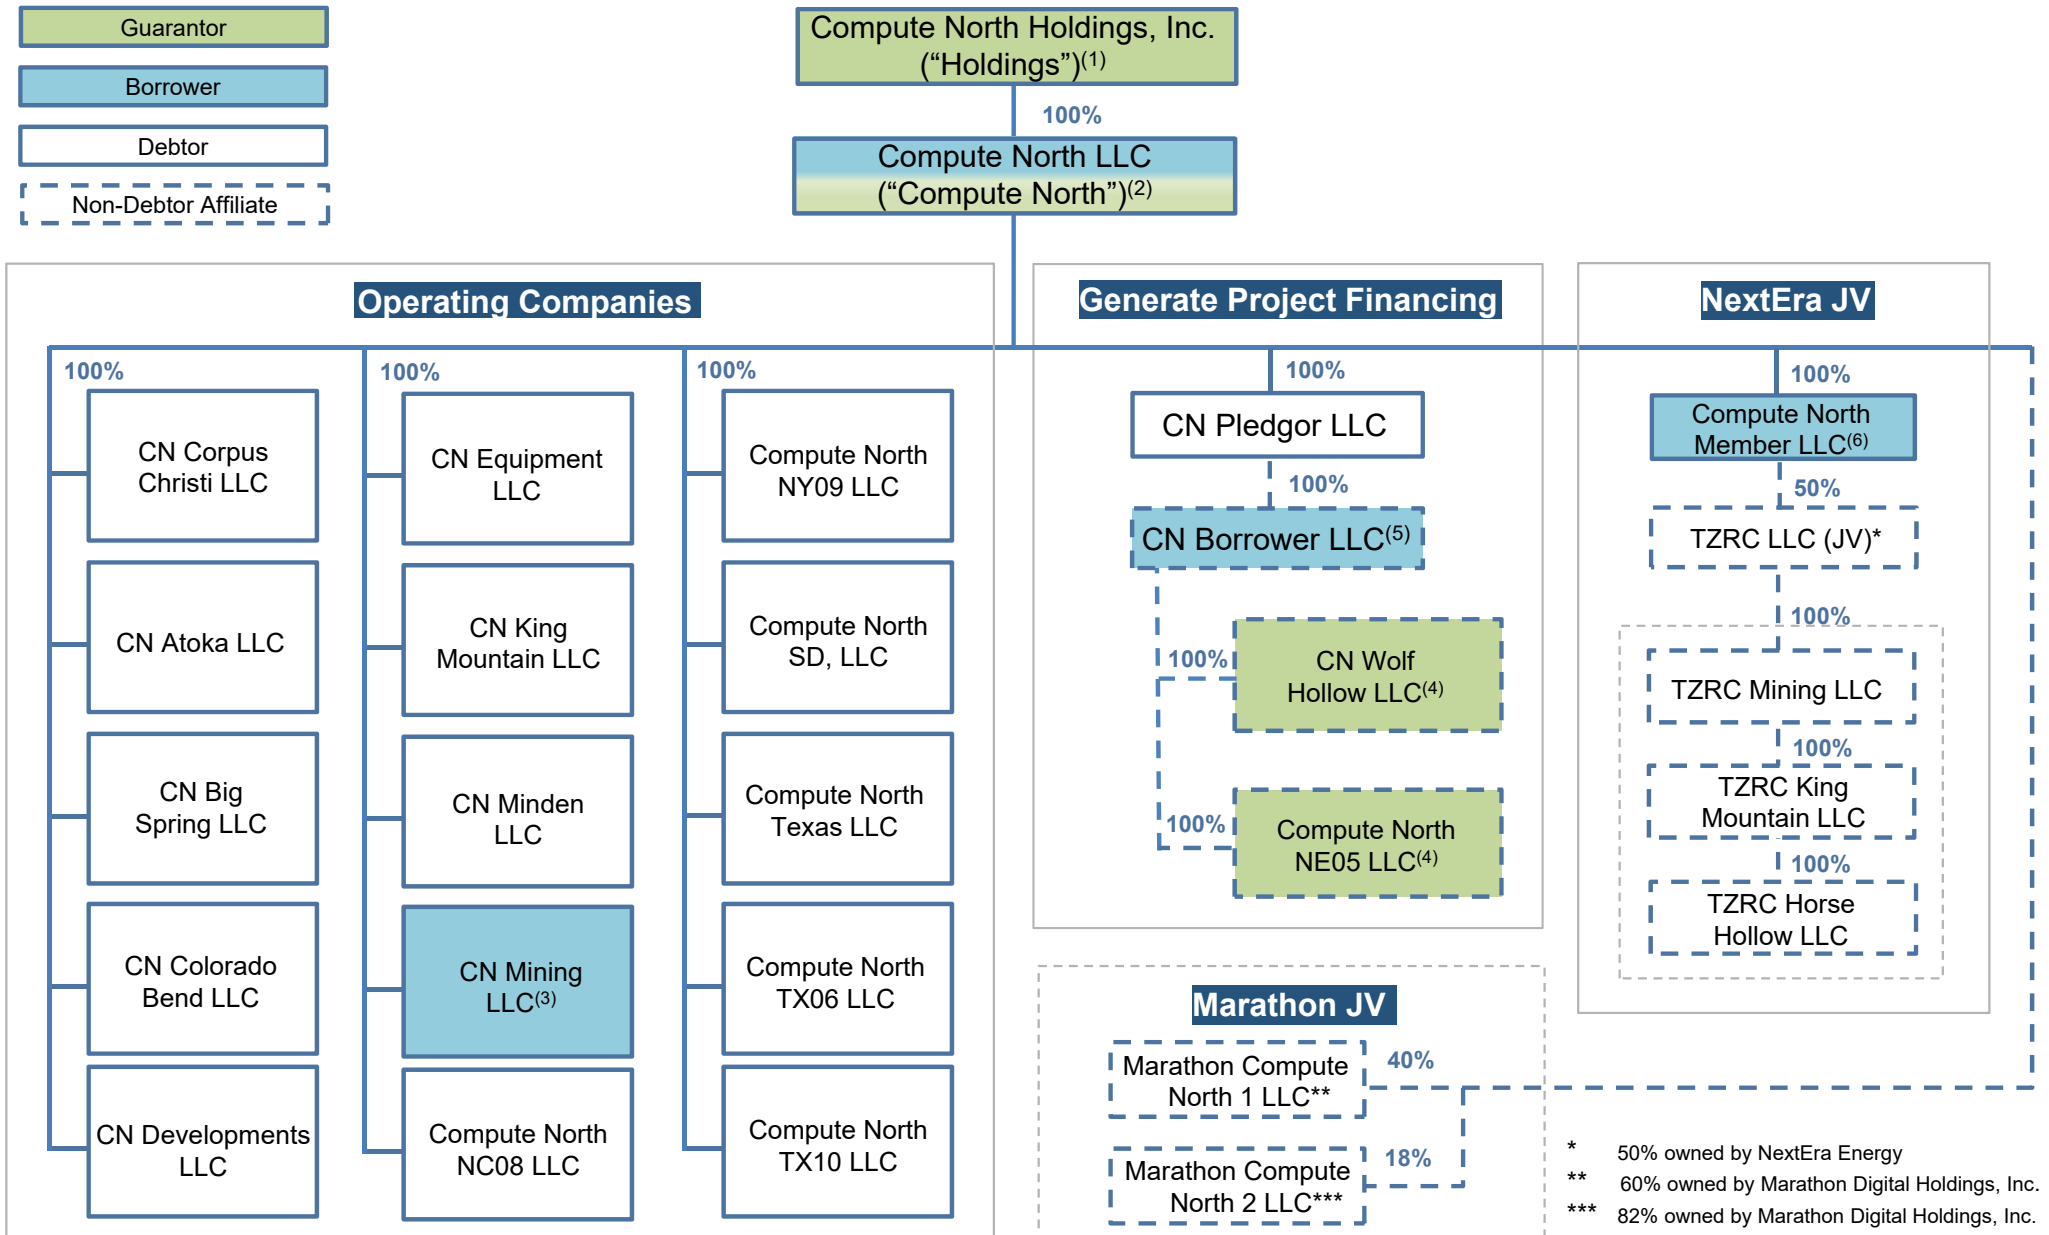 Guarantor
Borrower
Debtor
Non-Debtor Affiliate
Compute North Holdings, Inc.
(“Holdings”)(1)
100%
Compute North LLC
(“Compute North”)(2)
Operating Companies
100%
CN Corpus
Christi LLC
CN Atoka LLC
CN Big
Spring LLC
CN Colorado
Bend LLC
CN Developments
LLC
100%
CN Equipment
LLC
CN King
Mountain LLC
CN Minden
LLC
CN Mining
LLC(3)
Compute North
NC08 LLC
100%
Compute North
NY09 LLC
Compute North
SD, LLC
Compute North
Texas LLC
Compute North
TX06 LLC
Compute North
TX10 LLC
Generate Project Financing
100%
CN Pledgor LLC
100%
CN Borrower LLC(5)
100%
CN Wolf
Hollow LLC(4)
100%
Compute North
NE05 LLC(4)
Marathon JV
Marathon Compute
North 1 LLC**
40%
Marathon Compute
North 2 LLC***
18%
NextEra JV
100%
Compute North
Member LLC(6)
50%
TZRC LLC (JV)*
100%
TZRC Mining LLC
100%
TZRC King
Mountain LLC
100%
TZRC Horse
Hollow LLC
* 50% owned by NextEra Energy
** 60% owned by Marathon Digital Holdings, Inc.
*** 82% owned by Marathon Digital Holdings, Inc.